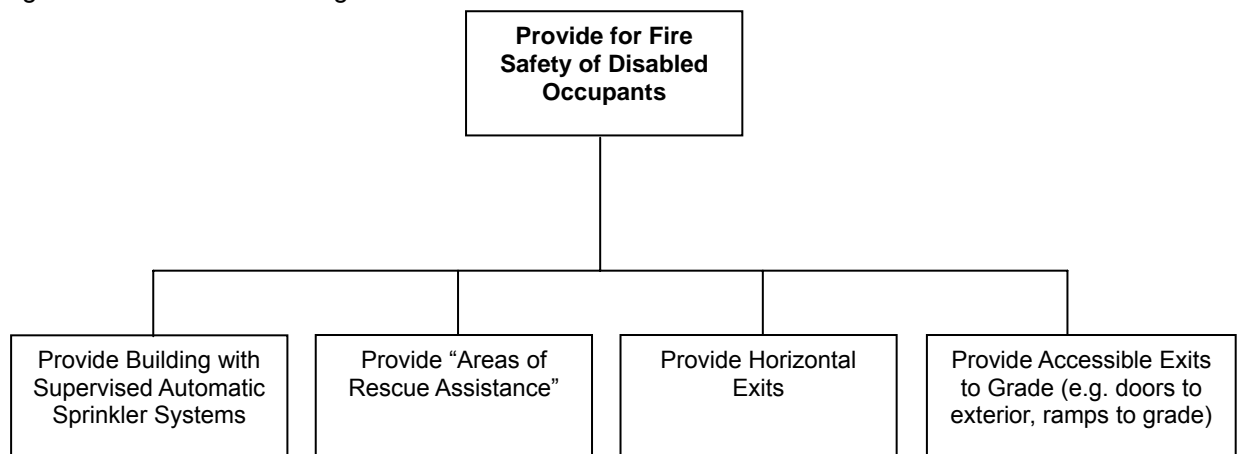 Provide for Fire
Safety of Disabled
Occupants
Provide Building with
Supervised Automatic
Sprinkler Systems
Provide “Areas of
Rescue Assistance”
Provide Horizontal
Exits
Provide Accessible Exits
to Grade (e.g. doors to
exterior, ramps to grade)